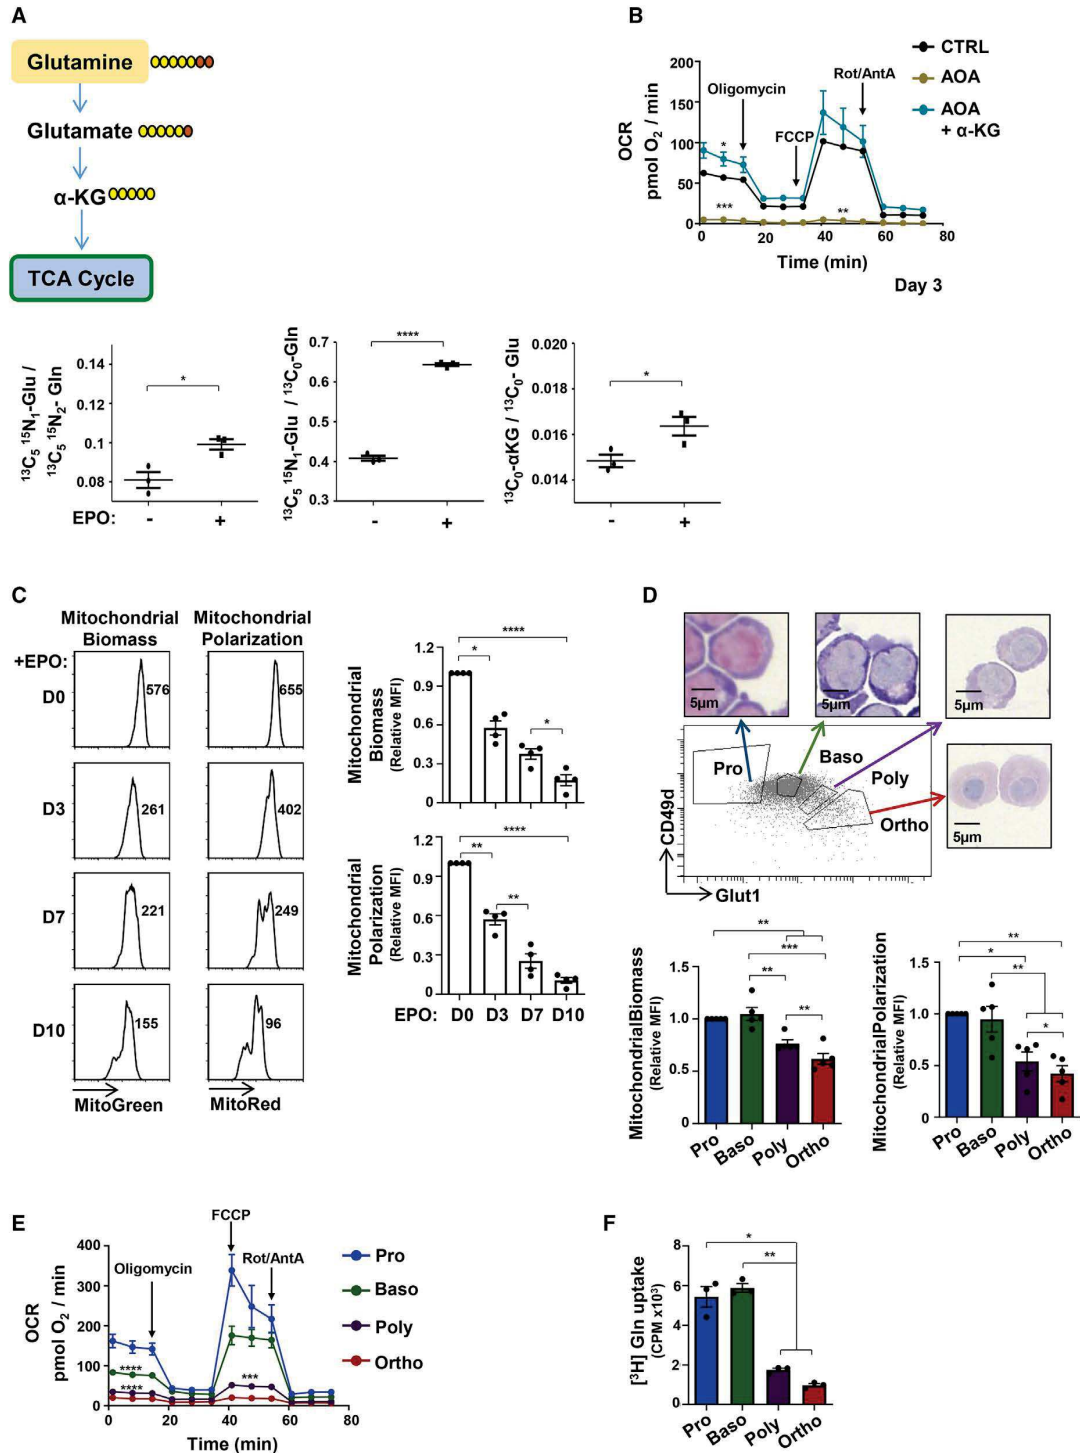 A
Glutamine
Glutamate
α-KG
TCA Cycle
B
CTRL
AOA
AOA
+ α-KG
OCR
pmol O2 / min
200
150
100
50
0
Oligomycin
FCCP
Rot/AntA
*
***
**
0 20 40 60 80
Time (min)
Day 3
13C5 15N1-Glu /
13C5 15N2- Gln
0.14
0.12
0.1
0.08
*
EPO: - +
13C5 15N1-Glu / 13C0-Gln
0.7
0.6
0.5
0.4
0.3
****
- +
13C0-αKG / 13C0- Glu
0.020
0.018
0.016
0.014
*
- +
C
Mitochondrial
Biomass
Mitochondrial
Polarization
+EPO:
D0
576
655
D3
261
402
D7
221
249
D10
155
96
MitoGreen
MitoRed
Mitochondrial
Biomass
(Relative MFI)
1.2
0.9
0.6
0.3
0
****
*
*
Mitochondrial
Polarization
(Relative MFI)
1.2
0.9
0.6
0.3
0
****
**
**
EPO: D0 D3 D7 D10
D
5µm
5µm
5µm
5µm
Pro
Baso
Poly
Ortho
CD49d
Glut1
MitochondrialBiomass
(Relative MFI)
1.5
1.0
0.5
0
**
***
**
**
Pro Baso Poly Ortho
MitochondrialPolarization
(Relative MFI)
1.5
1.0
0.5
0
**
*
**
*
Pro Baso Poly Ortho
E
OCR
pmol O2 / min
400
300
200
100
0
Oligomycin
FCCP
Rot/AntA
****
****
***
0 20 40 60 80
Time (min)
Pro
Baso
Poly
Ortho
F
[3H] Gln uptake
(CPM x103)
8
6
4
2
0
*
**
Pro Baso Poly Ortho